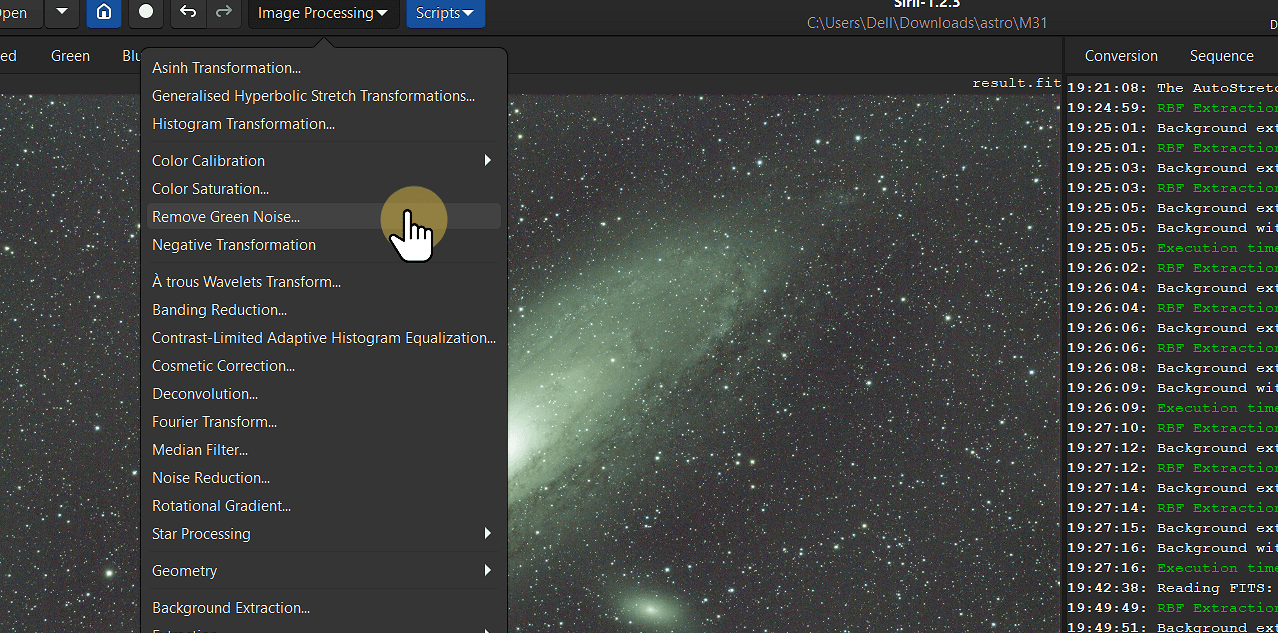 Image Processing
Scripts
C:\Users\Dell\Downloads\astro\M31
Green
Conversion
Sequence
result.fit
Asinh Transformation...
Generalised Hyperbolic Stretch Transformations...
Histogram Transformation...
Color Calibration
Color Saturation...
Remove Green Noise...
Negative Transformation
À trous Wavelets Transform...
Banding Reduction...
Contrast-Limited Adaptive Histogram Equalization...
Cosmetic Correction...
Deconvolution...
Fourier Transform...
Median Filter...
Noise Reduction...
Rotational Gradient...
Star Processing
Geometry
Background Extraction...
19:21:08: The AutoStretc
19:24:59: RBF Extraction
19:25:01: Background ext
19:25:01: RBF Extraction
19:25:03: Background ext
19:25:03: RBF Extraction
19:25:05: Background ext
19:25:05: Background wit
19:25:05: Execution time
19:26:02: RBF Extraction
19:26:04: Background ext
19:26:04: RBF Extraction
19:26:06: Background ext
19:26:06: RBF Extraction
19:26:08: Background ext
19:26:09: Background wit
19:26:09: Execution time
19:27:10: RBF Extraction
19:27:12: Background ext
19:27:12: RBF Extraction
19:27:14: Background ext
19:27:14: RBF Extraction
19:27:15: Background ext
19:27:16: Background wit
19:27:16: Execution time
19:42:38: Reading FITS:
19:49:49: RBF Extraction
19:49:51: Background ext